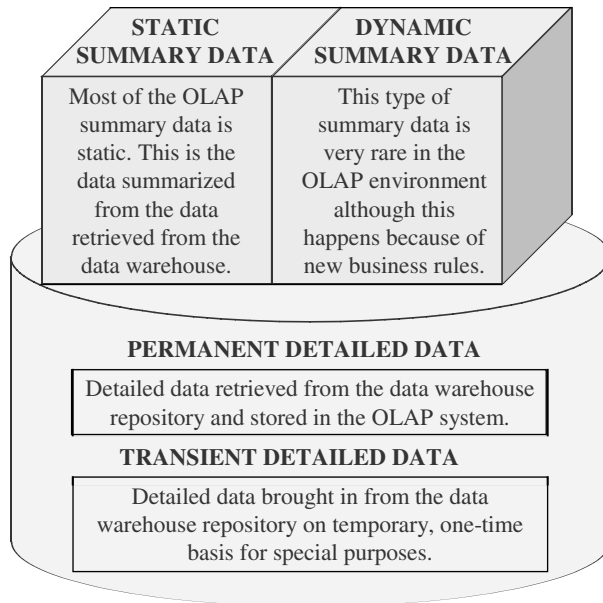 STATIC
SUMMARY DATA
Most of the OLAP
summary data is
static. This is the
data summarized
from the data
retrieved from the
data warehouse.
DYNAMIC
SUMMARY DATA
This type of
summary data is
very rare in the
OLAP environment
although this
happens because of
new business rules.
PERMANENT DETAILED DATA
Detailed data retrieved from the data warehouse
repository and stored in the OLAP system.
TRANSIENT DETAILED DATA
Detailed data brought in from the data
warehouse repository on temporary, one-time
basis for special purposes.